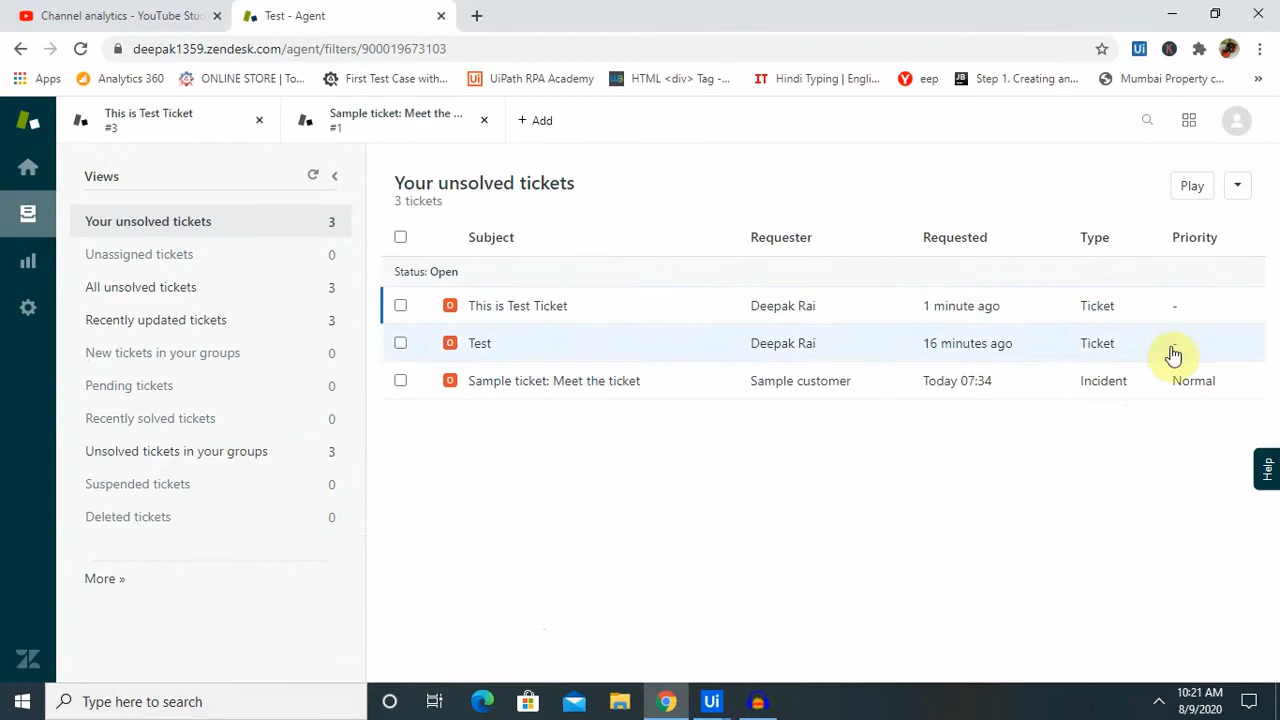 Channel analytics - YouTube Stu
Test - Agent
deepak1359.zendesk.com/agent/filters/900019673103
Apps
Analytics 360
ONLINE STORE | To...
First Test Case with...
UiPath RPA Academy
HTML <div> Tag -...
Hindi Typing | Engli...
eep
Step 1. Creating an...
Mumbai Property c...
This is Test Ticket
#3
Sample ticket: Meet the ...
#1
+ Add
Views
Your unsolved tickets 3
Unassigned tickets 0
All unsolved tickets 3
Recently updated tickets 3
New tickets in your groups 0
Pending tickets 0
Recently solved tickets 0
Unsolved tickets in your groups 3
Suspended tickets 0
Deleted tickets 0
More »
Your unsolved tickets
3 tickets
Play
Subject Requester Requested Type Priority
Status: Open
O This is Test Ticket Deepak Rai 1 minute ago Ticket -
O Test Deepak Rai 16 minutes ago Ticket -
O Sample ticket: Meet the ticket Sample customer Today 07:34 Incident Normal
Help
Type here to search
Ui
10:21 AM
8/9/2020